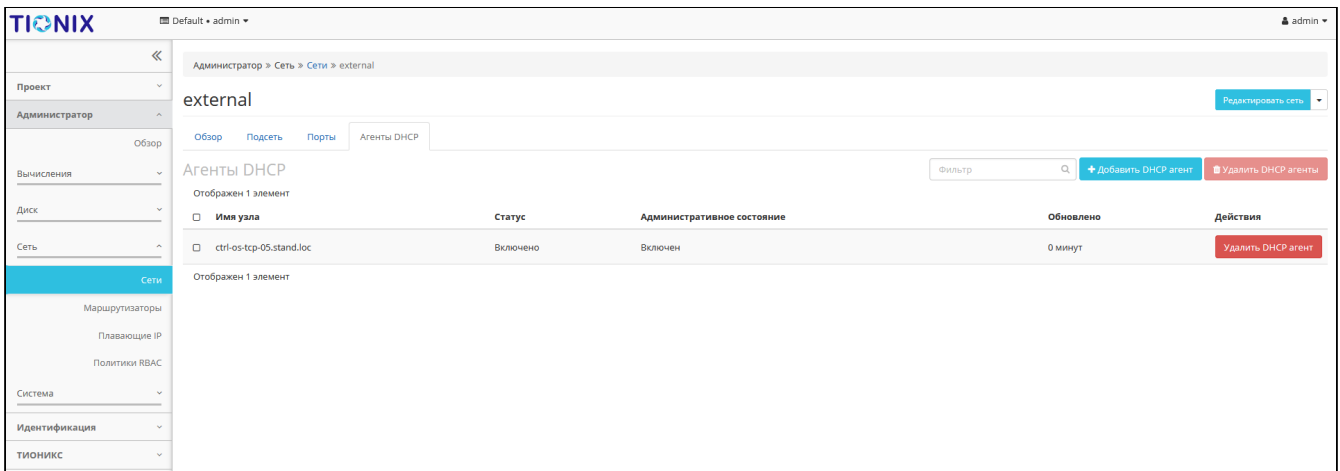 TIONIX
Default • admin
admin
Проект
Администратор
Обзор
Вычисления
Диск
Сеть
Сети
Маршрутизаторы
Плавающие IP
Политики RBAC
Система
Идентификация
ТИОНИКС
Администратор » Сеть » Сети » external
external
Редактировать сеть
Обзор Подсеть Порты Агенты DHCP
Агенты DHCP
Фильтр
+ Добавить DHCP агент
Удалить DHCP агенты
Отображен 1 элемент
Имя узла Статус Административное состояние Обновлено Действия
ctrl-os-tcp-05.stand.loc Включено Включен 0 минут Удалить DHCP агент
Отображен 1 элемент